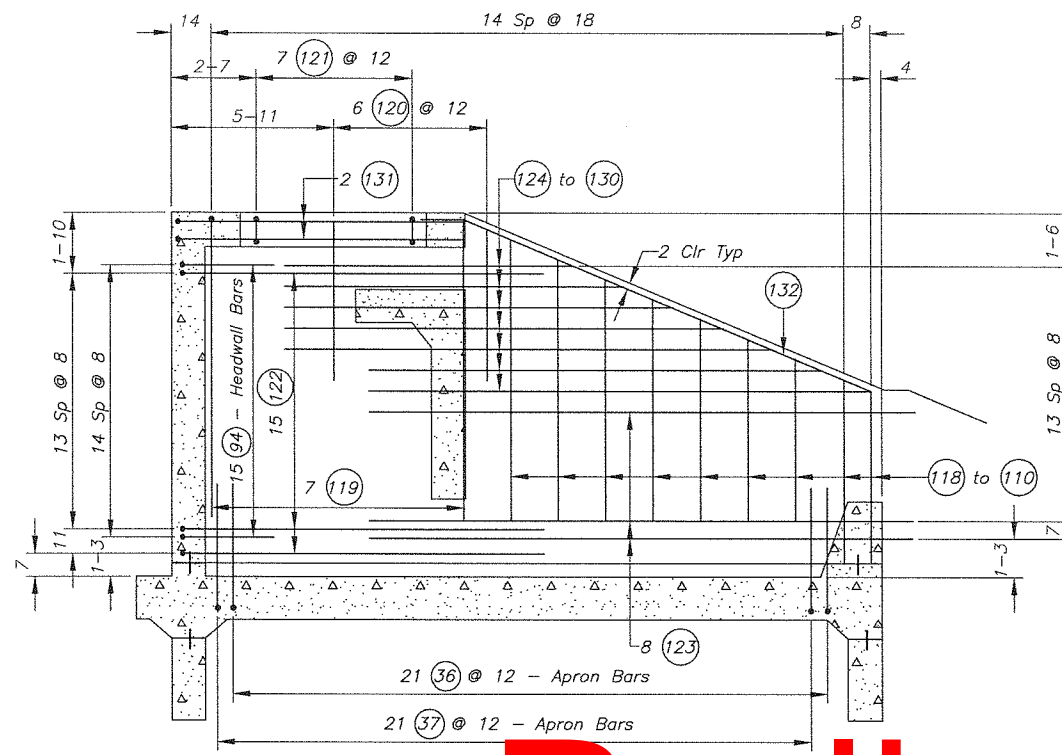 14
14 Sp @ 18
8
2-7
7 121 @ 12
4
5-11
6 120 @ 12
2 131
124 to 130
1-10
1-6
2 Clr Typ
132
13 Sp @ 8
14 Sp @ 8
15 94 - Headwall Bars
15 122
13 Sp @ 8
7 119
118 to 110
11
7
1-3
7
1-3
8 123
21 36 @ 12 - Apron Bars
21 37 @ 12 - Apron Bars